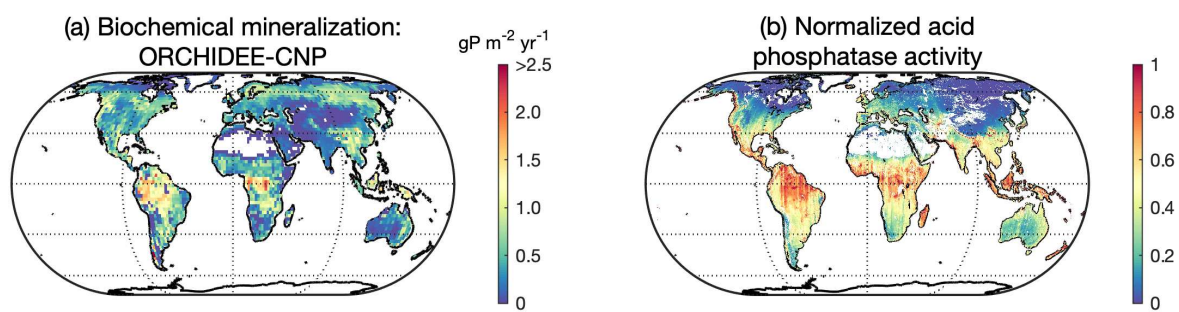 (a) Biochemical mineralization:
ORCHIDEE-CNP
gP m⁻² yr⁻¹
>2.5
2.0
1.5
1.0
0.5
0
(b) Normalized acid
phosphatase activity
1
0.8
0.6
0.4
0.2
0